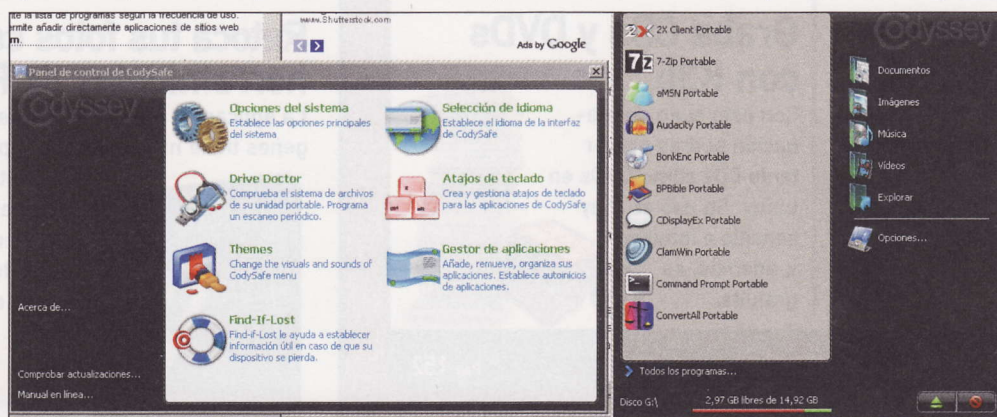 te la lista de programas según la frecuencia de uso.
ermite añadir directamente aplicaciones de sitios web
m.
www.Shutterstock.com
Ads by Google
Panel de control de CodySafe
Odyssey
Opciones del sistema
Establece las opciones principales
del sistema
Drive Doctor
Comprueba el sistema de archivos
de su unidad portable. Programa
un escaneo periódico.
Themes
Change the visuals and sounds of
CodySafe menu
Find-If-Lost
Find-if-Lost le ayuda a establecer
información útil en caso de que su
dispositivo se pierda.
Selección de Idioma
Establece el idioma de la interfaz
de CodySafe
Atajos de teclado
Crea y gestiona atajos de teclado
para las aplicaciones de CodySafe
Gestor de aplicaciones
Añade, remueve, organiza sus
aplicaciones. Establece autoinicios
de aplicaciones.
Acerca de...
Comprobar actualizaciones...
Manual en línea...
2X Client Portable
7-Zip Portable
aMSN Portable
Audacity Portable
BonkEnc Portable
BPBible Portable
CDisplayEx Portable
ClamWin Portable
Command Prompt Portable
ConvertAll Portable
Todos los programas...
Disco G:\ 2,97 GB libres de 14,92 GB
Odyssey
Documentos
Imágenes
Música
Vídeos
Explorar
Opciones...